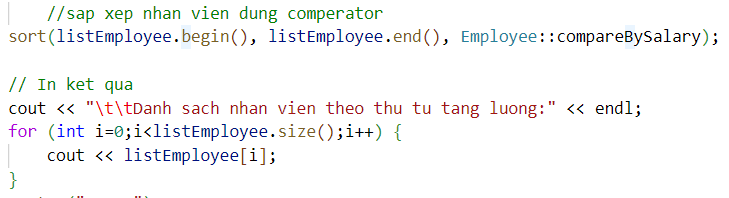 //sap xep nhan vien dung comperator
sort(listEmployee.begin(), listEmployee.end(), Employee::compareBySalary);
// In ket qua
cout << "\t\tDanh sach nhan vien theo thu tu tang luong:" << endl;
for (int i=0;i<listEmployee.size();i++) {
cout << listEmployee[i];
}